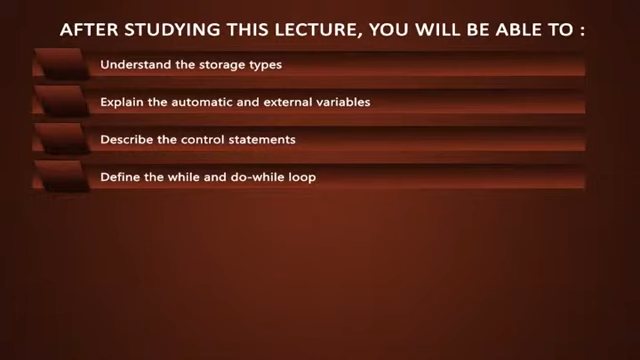 AFTER STUDYING THIS LECTURE, YOU WILL BE ABLE TO :
Understand the storage types
Explain the automatic and external variables
Describe the control statements
Define the while and do-while loop